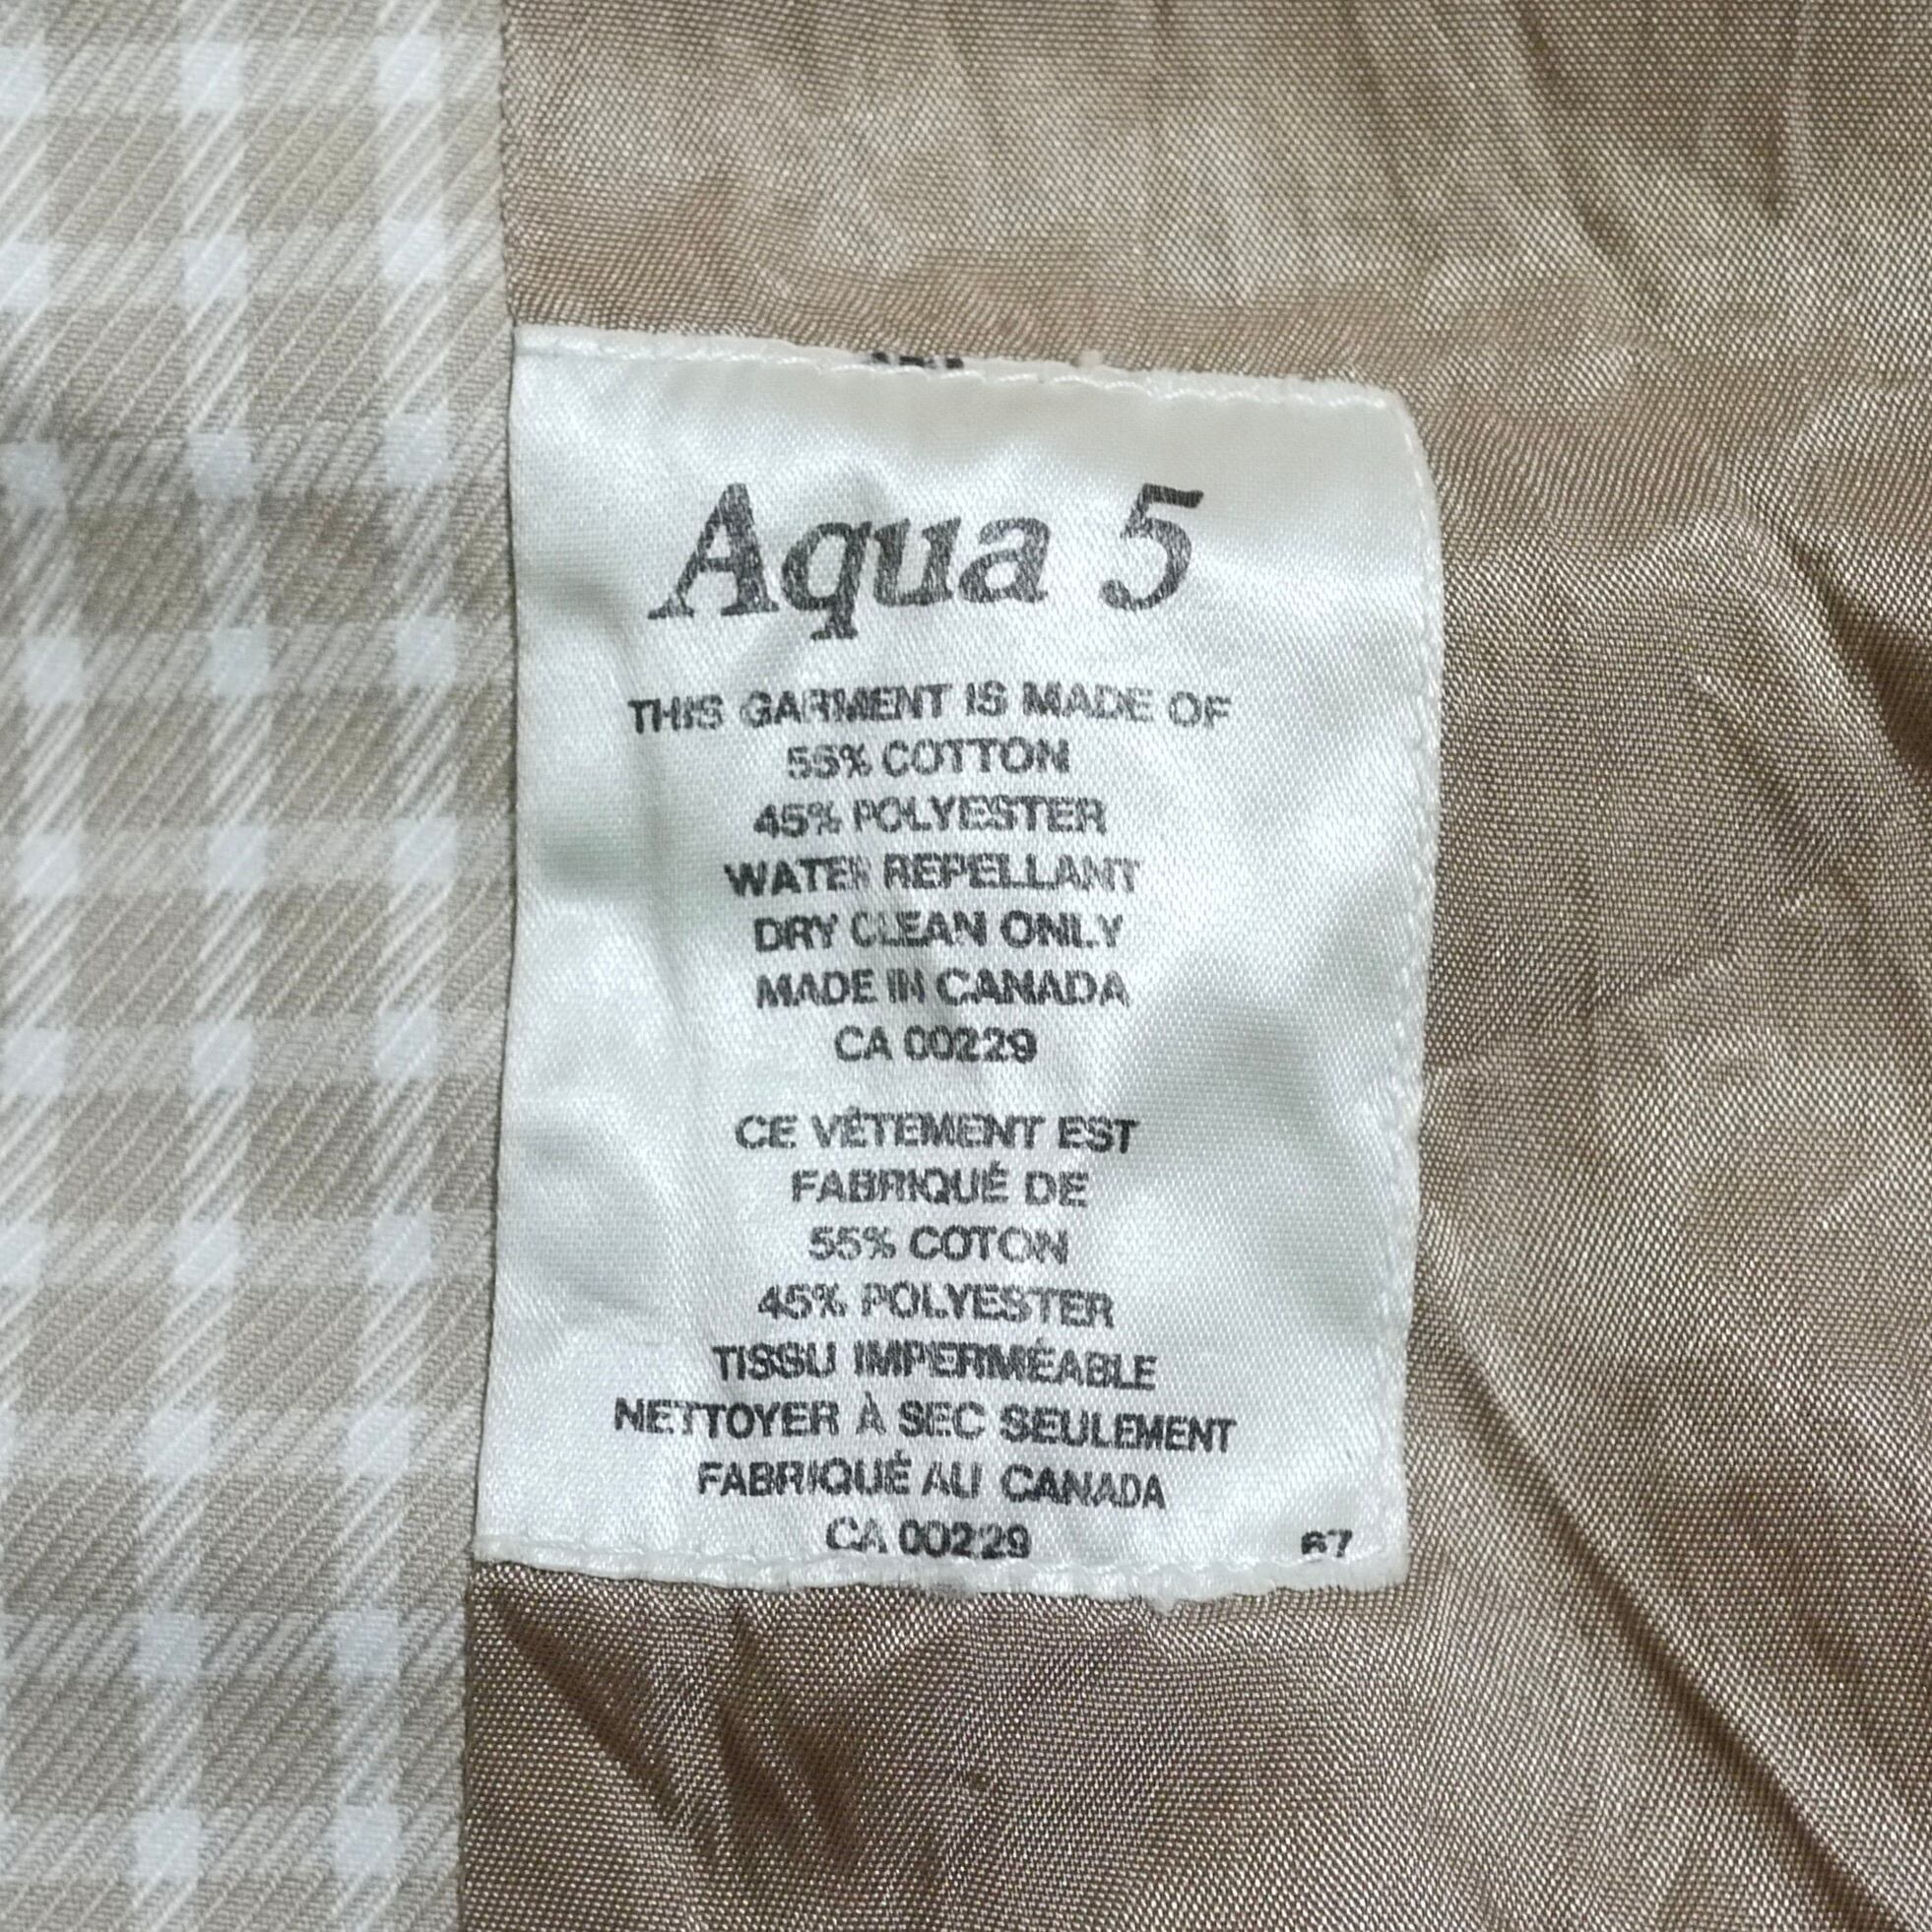 Aqua 5
THIS GARMENT IS MADE OF
55% COTTON
45% POLYESTER
WATER REPELLANT
DRY CLEAN ONLY
MADE IN CANADA
CA 00229
CE VÊTEMENT EST
FABRIQUÉ DE
55% COTON
45% POLYESTER
TISSU IMPERMÉABLE
NETTOYER À SEC SEULEMENT
FABRIQUÉ AU CANADA
CA 00229 67